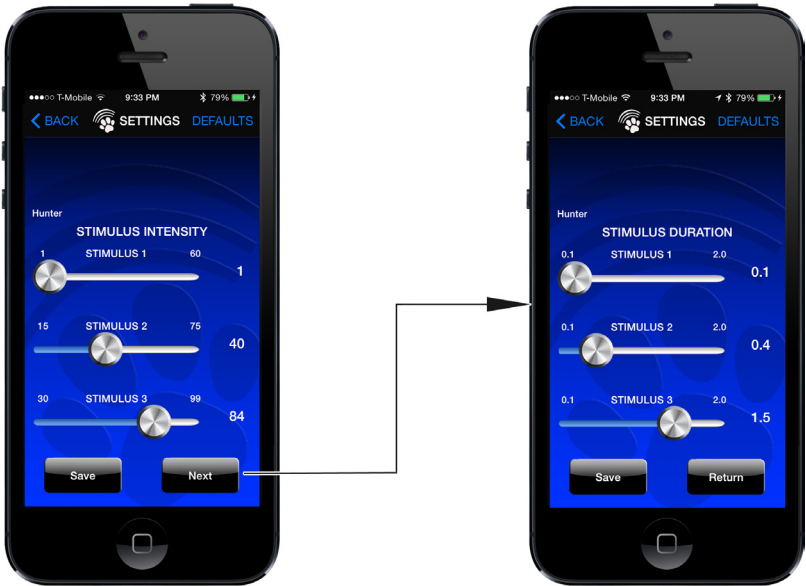 ●●●○○ T-Mobile 9:33 PM 79%
BACK SETTINGS DEFAULTS
Hunter
STIMULUS INTENSITY
1 STIMULUS 1 60
1
15 STIMULUS 2 75
40
30 STIMULUS 3 99
84
Save Next
●●●○○ T-Mobile 9:33 PM 79%
BACK SETTINGS DEFAULTS
Hunter
STIMULUS DURATION
0.1 STIMULUS 1 2.0
0.1
0.1 STIMULUS 2 2.0
0.4
0.1 STIMULUS 3 2.0
1.5
Save Return